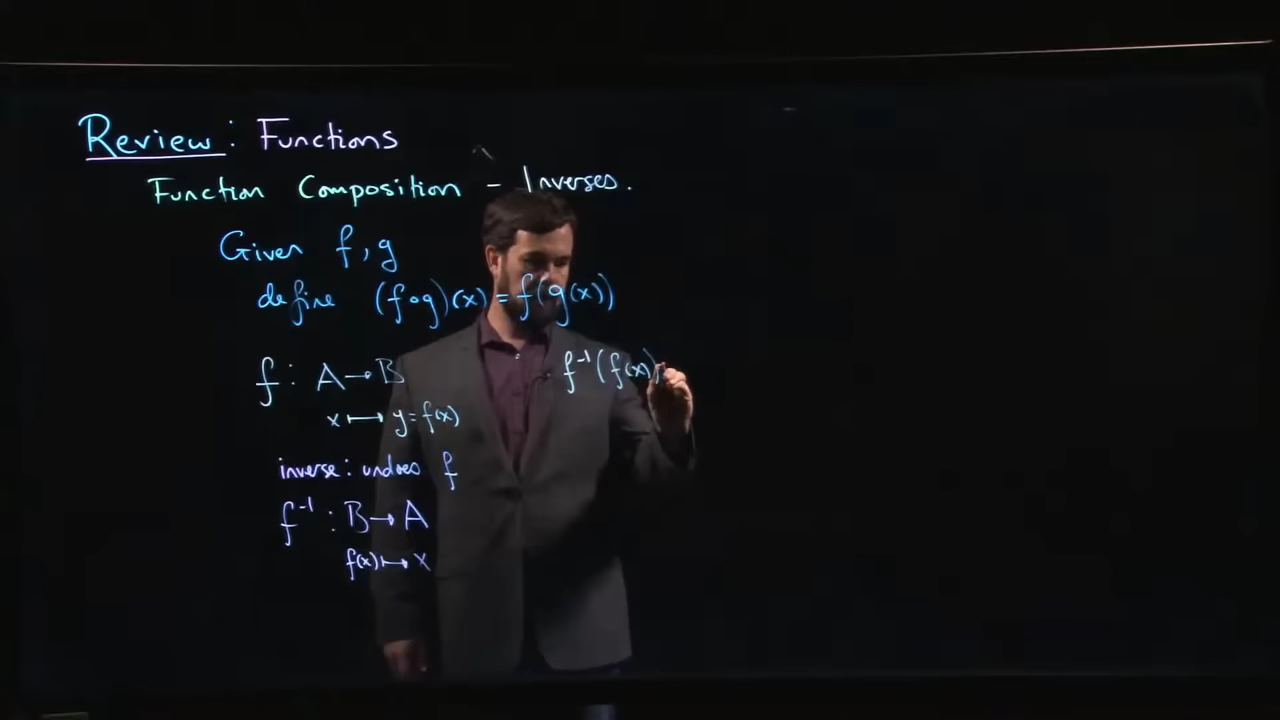 Review: Functions
Function Composition - Inverses.
Given f, g
define (f∘g)(x) = f(g(x))
f: A → B
x ↦ y = f(x)
f⁻¹(f(x))
inverse: undoes f
f⁻¹: B → A
f(x) ↦ x